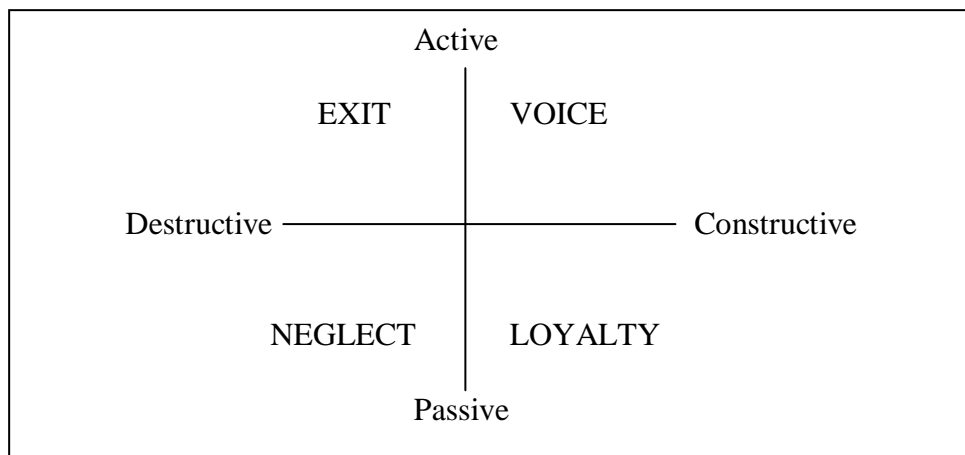 Active
EXIT VOICE
Destructive Constructive
NEGLECT LOYALTY
Passive